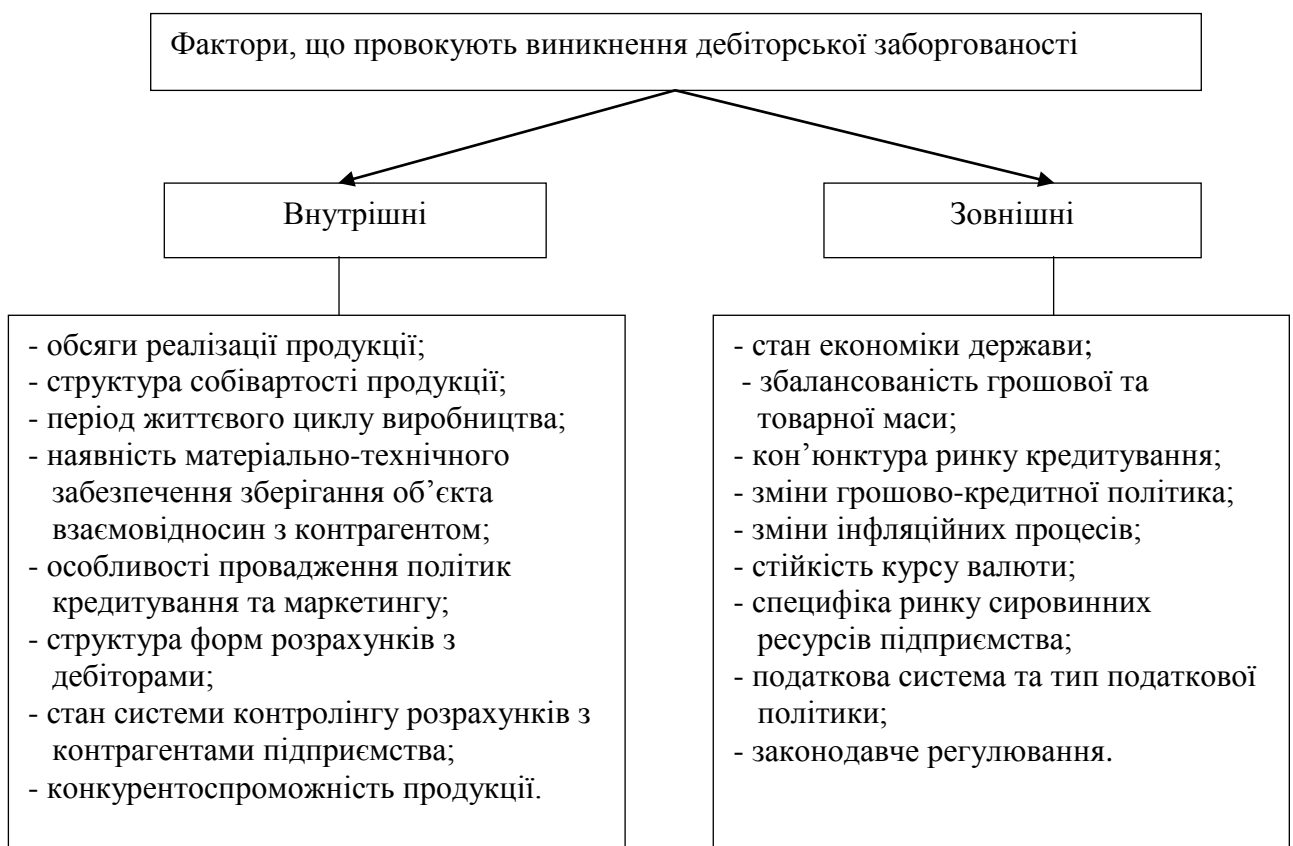 Фактори, що провокують виникнення дебіторської заборгованості
Внутрішні
Зовнішні
- обсяги реалізації продукції;
- структура собівартості продукції;
- період життєвого циклу виробництва;
- наявність матеріально-технічного
забезпечення зберігання об’єкта
взаємовідносин з контрагентом;
- особливості провадження політик
кредитування та маркетингу;
- структура форм розрахунків з
дебіторами;
- стан системи контролінгу розрахунків з
контрагентами підприємства;
- конкурентоспроможність продукції.
- стан економіки держави;
- збалансованість грошової та
товарної маси;
- кон’юнктура ринку кредитування;
- зміни грошово-кредитної політика;
- зміни інфляційних процесів;
- стійкість курсу валюти;
- специфіка ринку сировинних
ресурсів підприємства;
- податкова система та тип податкової
політики;
- законодавче регулювання.